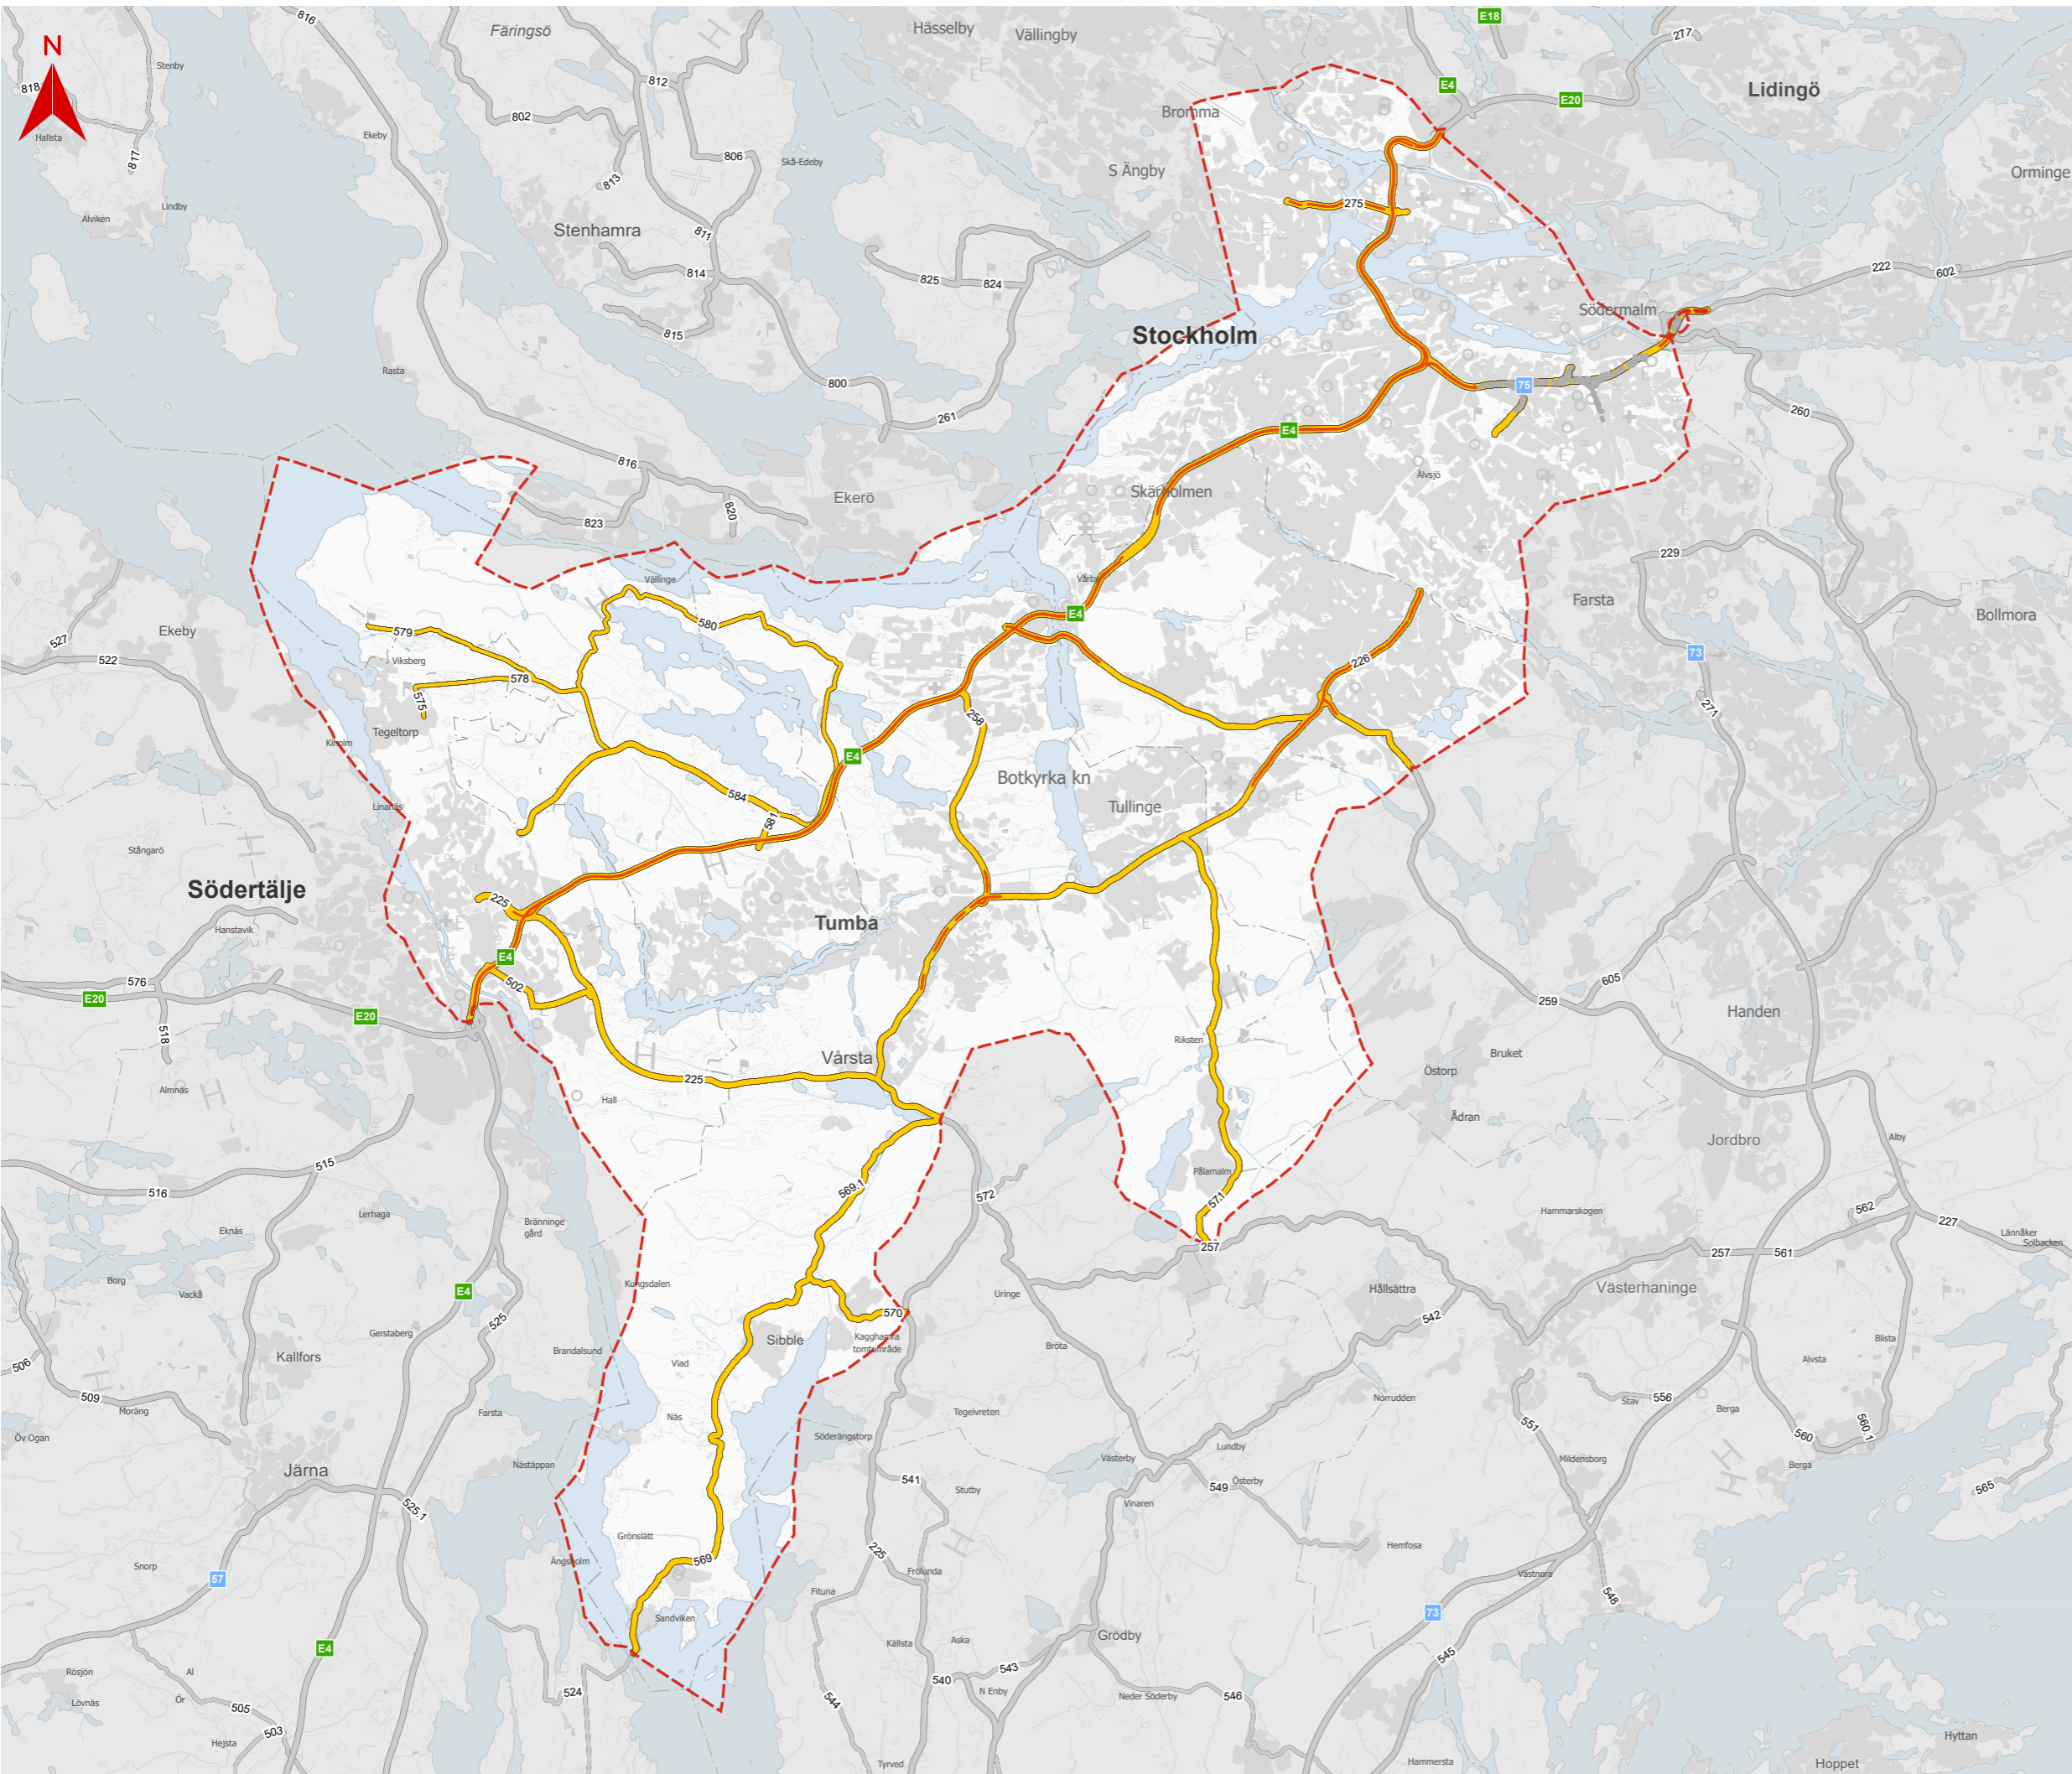 816
Färingsö
Hässelby
Vällingby
E18
277
N
Stenby
818
812
806
E4
E20
Lidingö
Hallsta
817
Ekeby
802
Bromma
806
Skå-Edeby
S Ängby
Orminge
813
Alviken
Lindby
275
Stenhamra
811
814
825
824
222
602
815
Södermalm
Stockholm
Rasta
800
75
261
260
E4
816
Älvsjö
Skärholmen
Ekerö
820
823
229
Vällinge
Vårby
Farsta
Bollmora
E4
580
527
Ekeby
579
522
Viksberg
578
226
73
575
258
271
Tegeltorp
Kiholm
E4
Botkyrka kn
Tullinge
584
Linanäs
581
Stångarö
Södertälje
225
Tumba
Hanstavik
E4
576
502
605
E20
E20
259
Handen
518
Riksten
Vårsta
Bruket
Östorp
225
Almnäs
Hall
Ådran
Jordbro
Alby
515
Pålamalm
516
569.1
572
571
562
Lerhaga
Hammarskogen
Eknäs
Bränninge
gård
227
Lännåker
Solbacken
257
257
561
Borg
Vackå
Kungsdalen
E4
Uringe
Hållsättra
Västerhaninge
570
542
525
Gerstaberg
Sibble
Kagghamra
tomtområde
Blista
Bröta
Kallfors
Brandalsund
Viad
506
Alvsta
509
Moräng
Norrudden
Stav
556
Berga
Farsta
Näs
Tegelvreten
551
560.1
Öv Ogan
Söderängstorp
560
Lundby
Västerby
Mildensborg
Nästäppan
Berga
Järna
541
Österby
549
565
Stutby
525.1
Vinaren
Grönslätt
225
Hemfosa
Ängsholm
569
Snorp
Frölunda
Västnora
57
Fituna
548
Sandviken
73
Grödby
E4
Källsta
Aska
545
Rösjön
Al
543
540
524
N Enby
Neder Söderby
546
Lövnäs
Ör
505
544
503
Hejsta
Hyttan
Tyrved
Hammersta
Hoppet